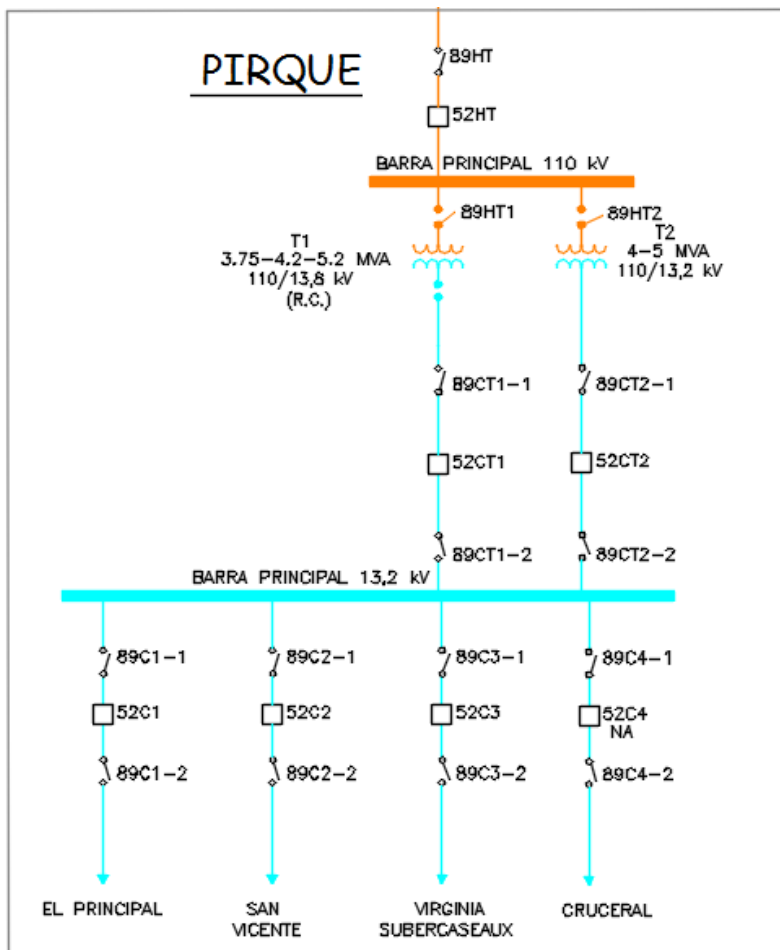 PIRQUE
89HT
52HT
BARRA PRINCIPAL 110 kV
89HT1
89HT2
T1
3.75-4.2-5.2 MVA
110/13,8 kV
(R.C.)
T2
4-5 MVA
110/13,2 kV
89CT1-1
89CT2-1
52CT1
52CT2
89CT1-2
89CT2-2
BARRA PRINCIPAL 13,2 kV
89C1-1
89C2-1
89C3-1
89C4-1
52C1
52C2
52C3
52C4
NA
89C1-2
89C2-2
89C3-2
89C4-2
EL PRINCIPAL
SAN
VICENTE
VIRGINIA
SUBERCASEAUX
CRUCERAL